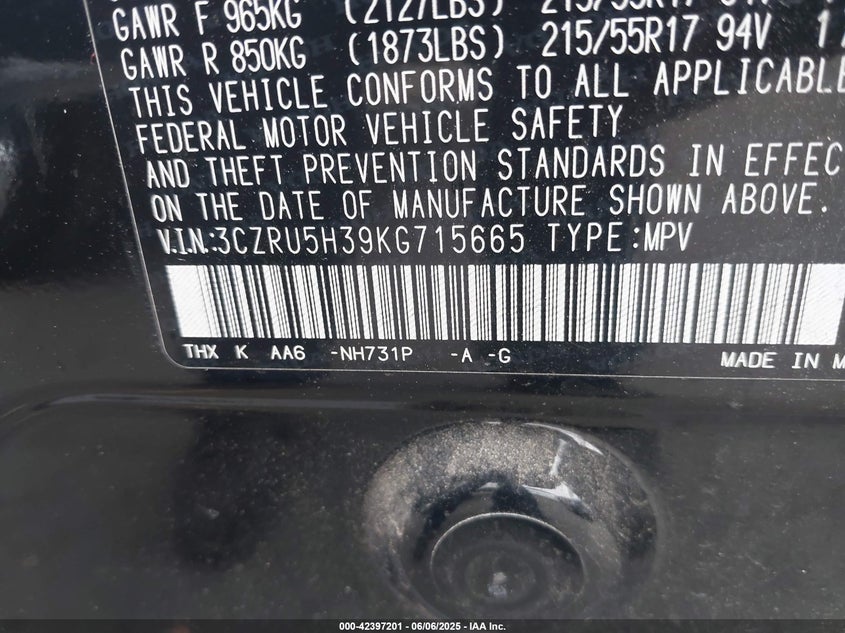 GAWR F 965KG (2127LBS) 215/55R17
GAWR R 850KG (1873LBS) 215/55R17 94V
THIS VEHICLE CONFORMS TO ALL APPLICABLE
FEDERAL MOTOR VEHICLE SAFETY
AND THEFT PREVENTION STANDARDS IN EFFEC
ON THE DATE OF MANUFACTURE SHOWN ABOVE.
V.I.N.:3CZRU5H39KG715665 TYPE:MPV
THX K AA6 -NH731P -A -G MADE IN M
000-42397201 - 06/06/2025 - IAA Inc.